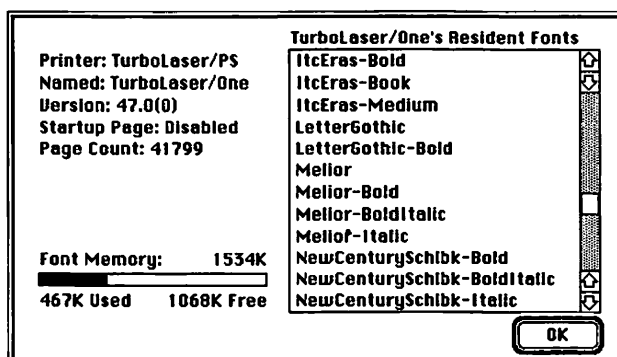 Printer: TurboLaser/PS
Named: TurboLaser/One
Version: 47.0(0)
Startup Page: Disabled
Page Count: 41799
Font Memory: 1534K
467K Used 1068K Free
TurboLaser/One's Resident Fonts
ItcEras-Bold
ItcEras-Book
ItcEras-Medium
LetterGothic
LetterGothic-Bold
Melior
Melior-Bold
Melior-BoldItalic
Melior-Italic
NewCenturySchlbk-Bold
NewCenturySchlbk-BoldItalic
NewCenturySchlbk-Italic
OK